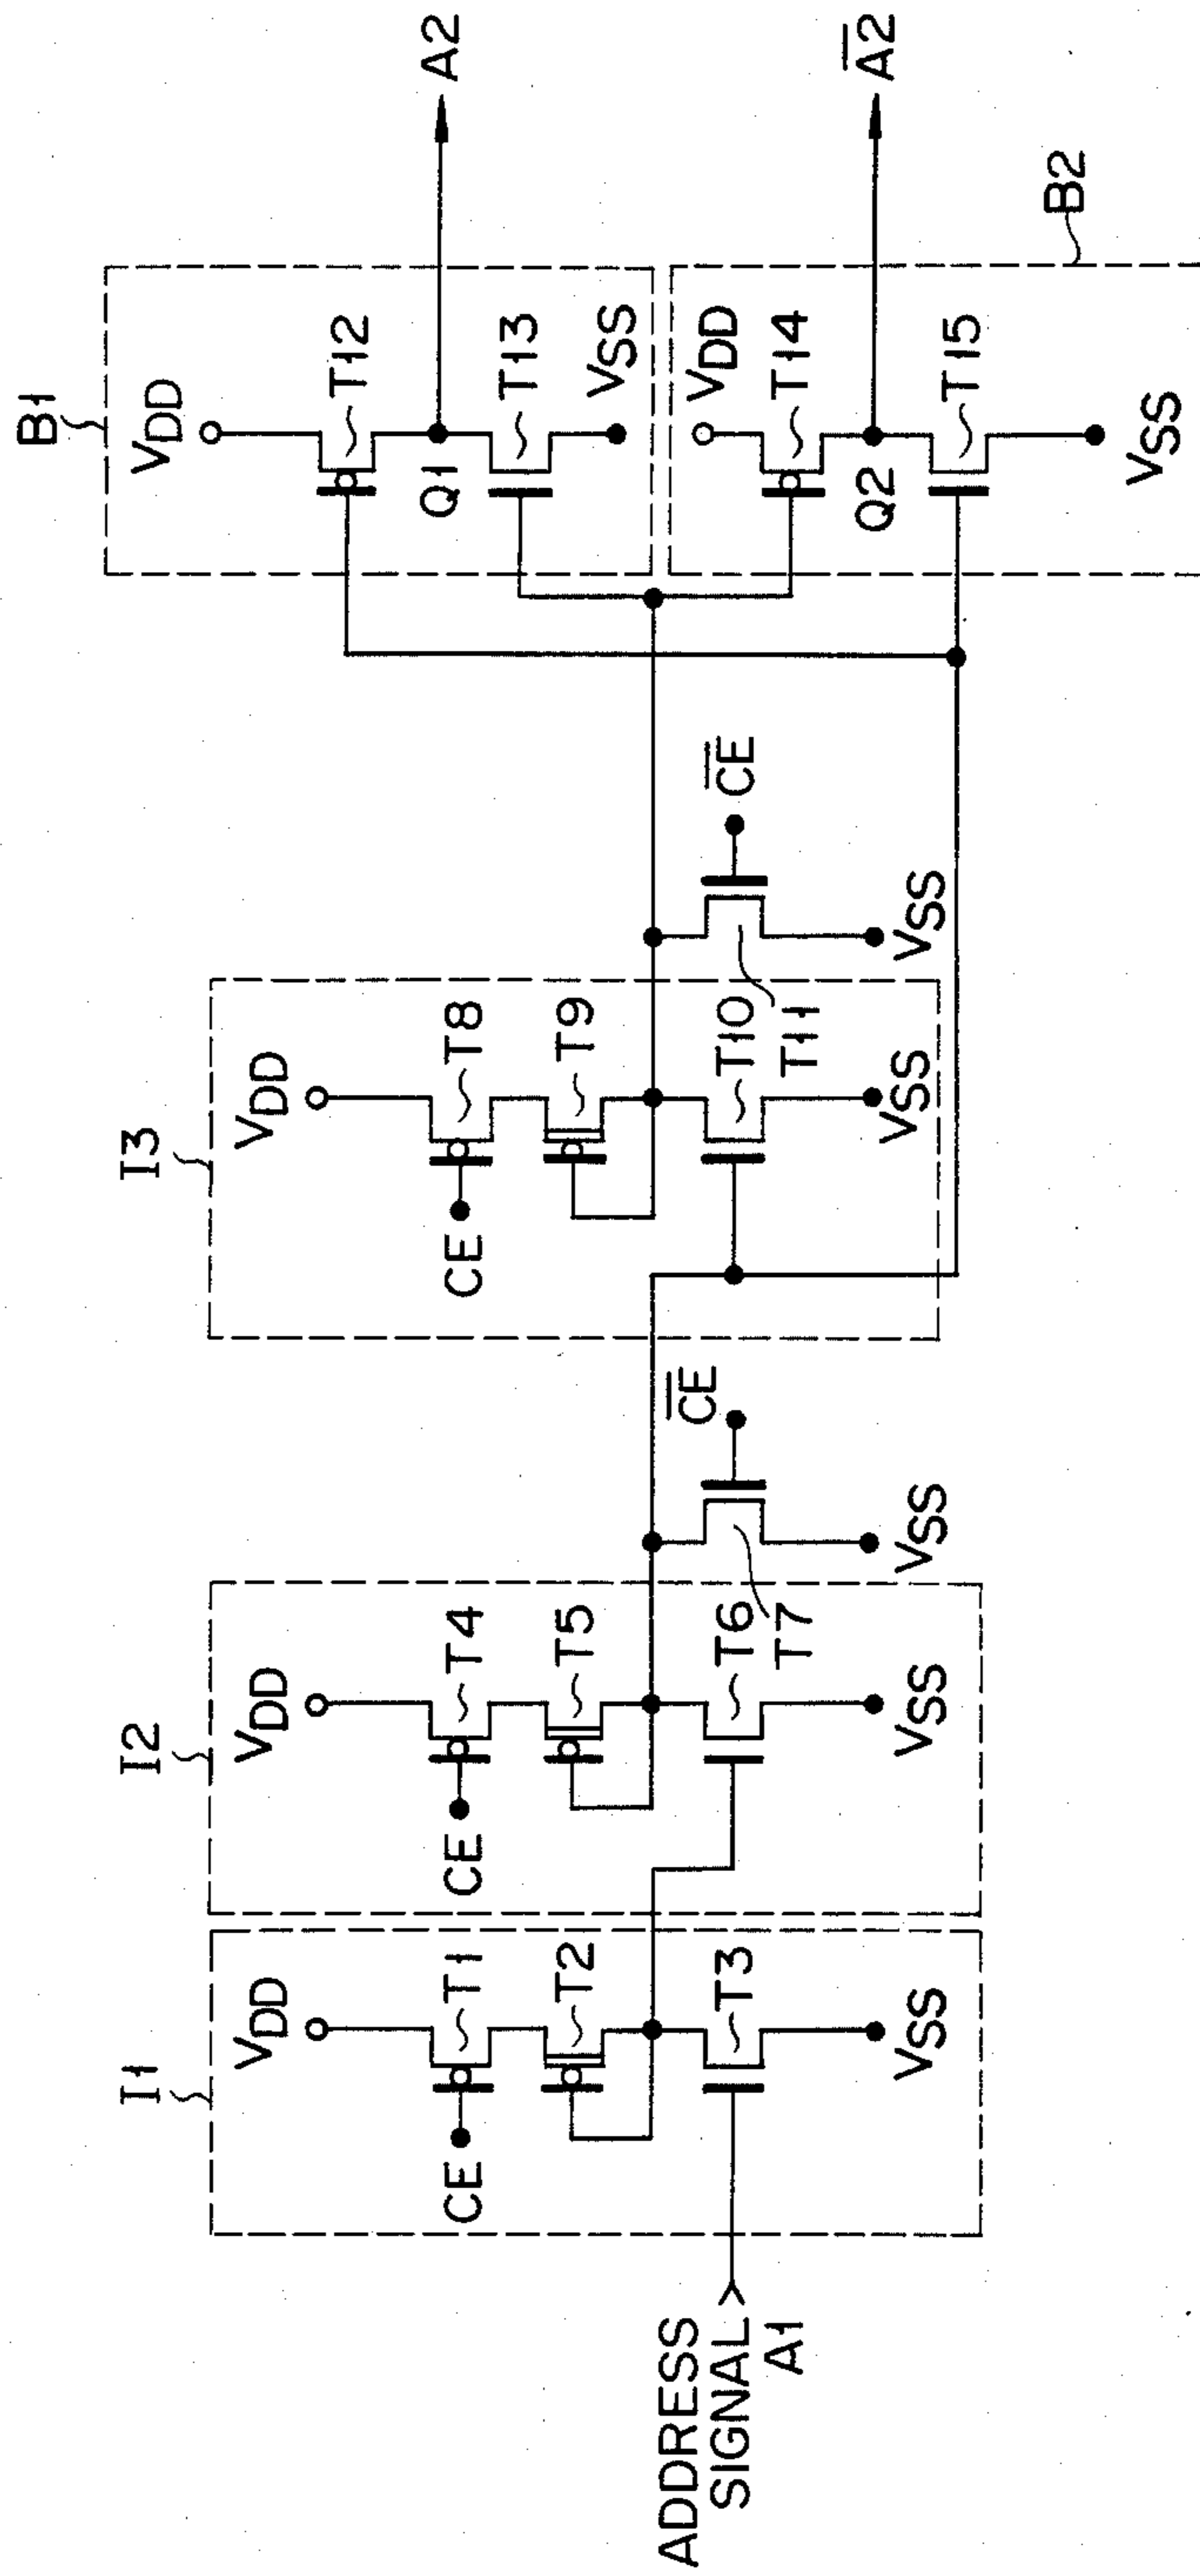 ADDRESS
SIGNAL
A1
I1
VDD
CE
T1
T2
T3
VSS
I2
VDD
CE
T4
T5
T6
T7
VSS
C̅E̅
VSS
I3
VDD
CE
T8
T9
T10
T11
VSS
C̅E̅
VSS
B1
VDD
T12
Q1
T13
VSS
A2
VDD
T14
Q2
T15
VSS
B2
A̅2